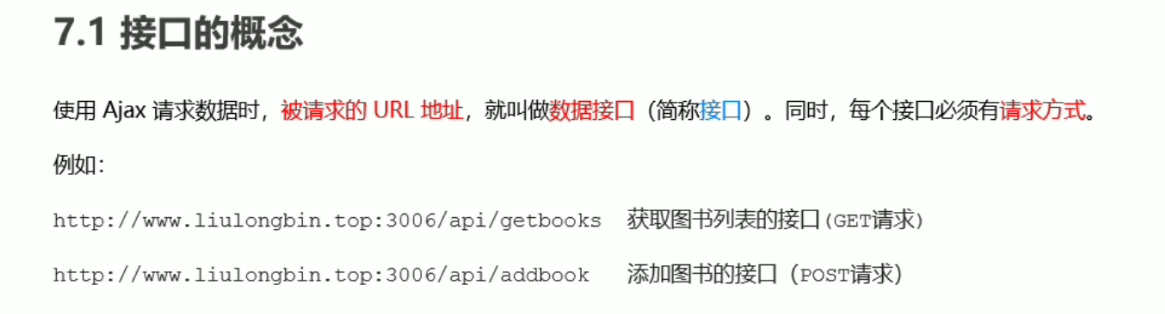 7.1 接口的概念
使用 Ajax 请求数据时，被请求的 URL 地址，就叫做数据接口（简称接口）。同时，每个接口必须有请求方式。
例如：
http://www.liulongbin.top:3006/api/getbooks 获取图书列表的接口(GET请求)
http://www.liulongbin.top:3006/api/addbook 添加图书的接口（POST请求）